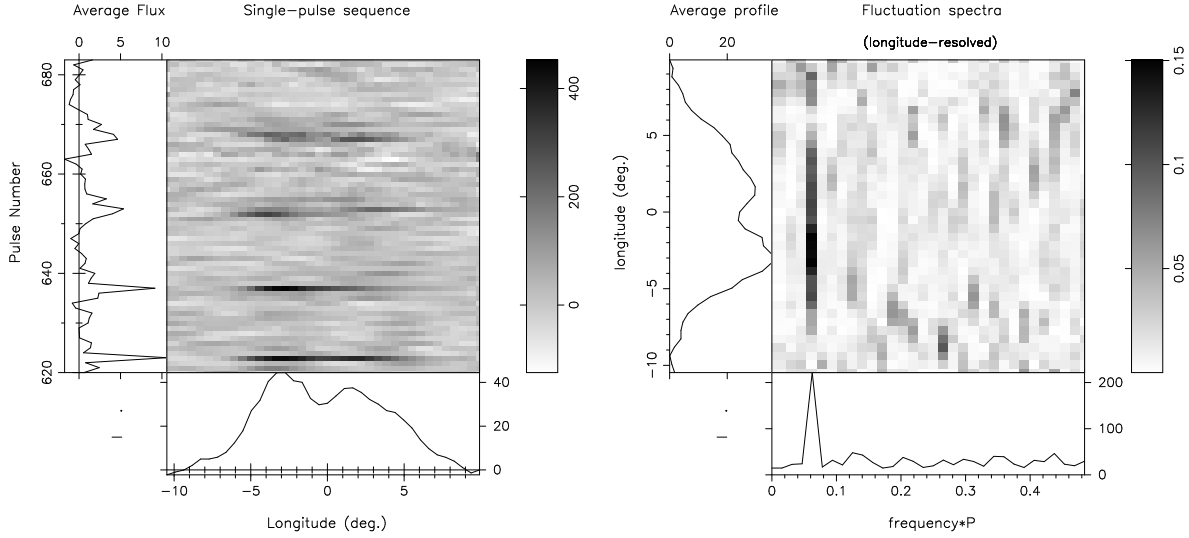 Average Flux Single-pulse sequence Average profile Fluctuation spectra
0 5 10 0 20 (longitude-resolved)
Pulse Number
680
660
640
620
400
200
0
longitude (deg.)
5
0
-5
-10
0.15
0.1
0.05
40
20
0
200
100
0
-10 -5 0 5
0 0.1 0.2 0.3 0.4
Longitude (deg.) frequency*P